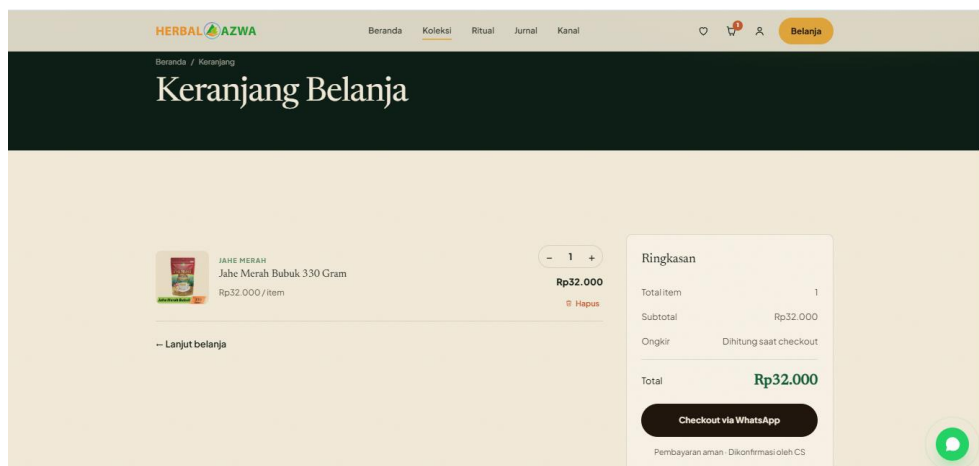 HERBAL AZWA
Beranda Koleksi Ritual Jurnal Kanal
1
Belanja
Beranda / Keranjang
Keranjang Belanja
JAHE MERAH
Jahe Merah Bubuk 330 Gram
Rp32.000 / item
− 1 +
Rp32.000
Hapus
← Lanjut belanja
Ringkasan
Total item 1
Subtotal Rp32.000
Ongkir Dihitung saat checkout
Total Rp32.000
Checkout via WhatsApp
Pembayaran aman · Dikonfirmasi oleh CS